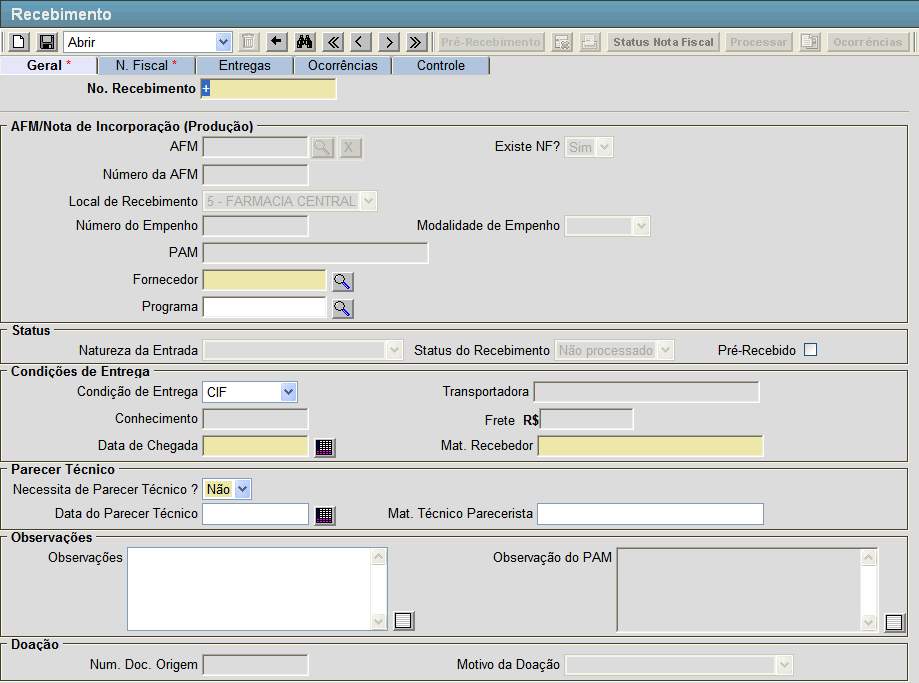 Recebimento
Abrir Pré-Recebimento Status Nota Fiscal Processar Ocorrências
Geral * N. Fiscal * Entregas Ocorrências Controle
No. Recebimento +
AFM/Nota de Incorporação (Produção)
AFM X Existe NF? Sim
Número da AFM
Local de Recebimento 5 - FARMACIA CENTRAL
Número do Empenho Modalidade de Empenho
PAM
Fornecedor
Programa
Status
Natureza da Entrada Status do Recebimento Não processado Pré-Recebido
Condições de Entrega
Condição de Entrega CIF Transportadora
Conhecimento Frete R$
Data de Chegada Mat. Recebedor
Parecer Técnico
Necessita de Parecer Técnico ? Não
Data do Parecer Técnico Mat. Técnico Parecerista
Observações
Observações Observação do PAM
Doação
Num. Doc. Origem Motivo da Doação